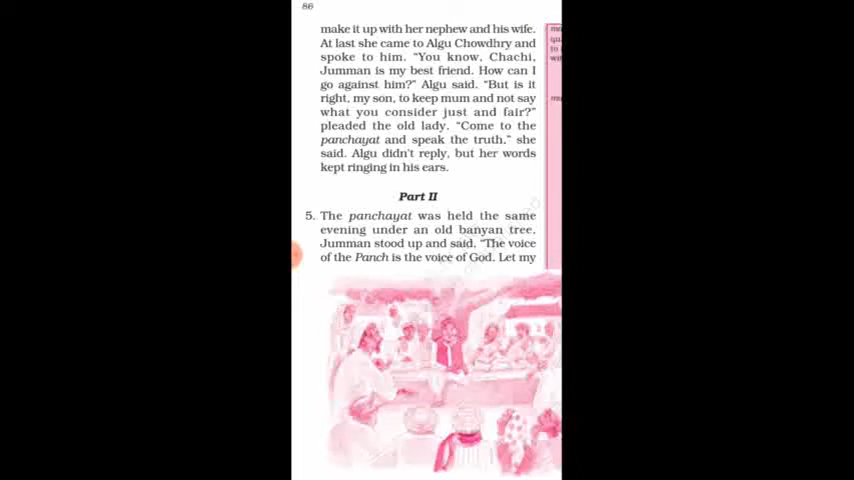 86
make it up with her nephew and his wife.
At last she came to Algu Chowdhry and
spoke to him. “You know, Chachi,
Jumman is my best friend. How can I
go against him?” Algu said. “But is it
right, my son, to keep mum and not say
what you consider just and fair?”
pleaded the old lady. “Come to the
panchayat and speak the truth,” she
said. Algu didn't reply, but her words
kept ringing in his ears.
Part II
5. The panchayat was held the same
evening under an old banyan tree.
Jumman stood up and said, “The voice
of the Panch is the voice of God. Let my